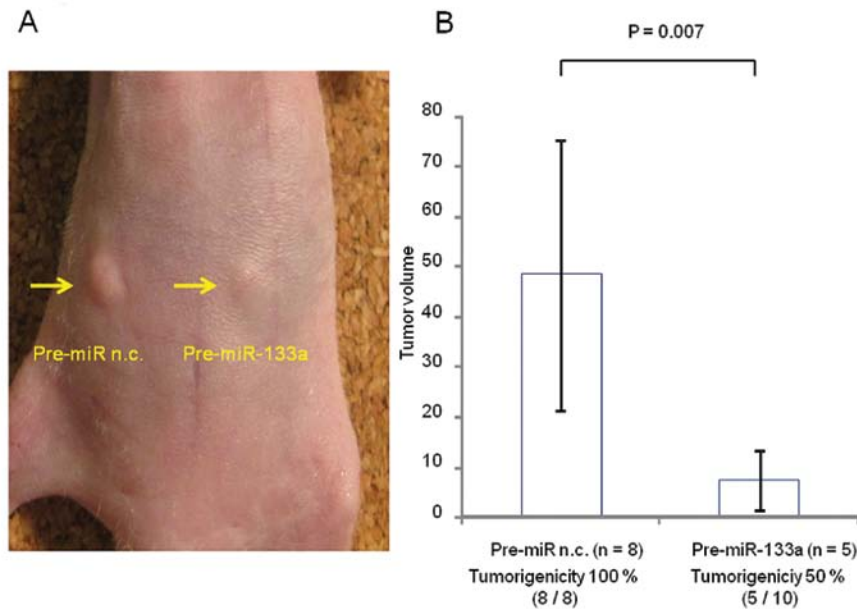 A
Pre-miR n.c. Pre-miR-133a
B
P = 0.007
Tumor volume
80
70
60
50
40
30
20
10
0
Pre-miR n.c. (n = 8) Pre-miR-133a (n = 5)
Tumorigenicity 100 % Tumorigeniciy 50 %
(8 / 8) (5 / 10)